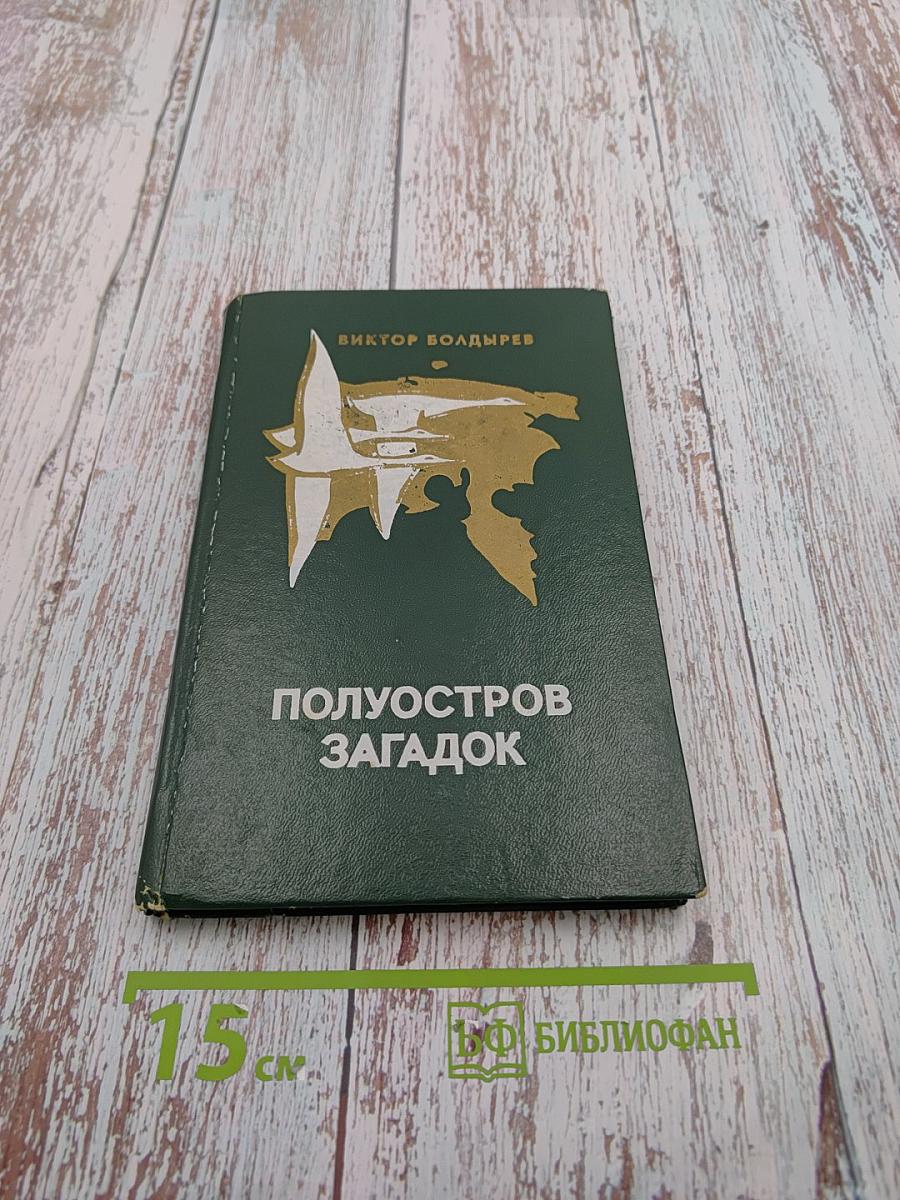 ВИКТОР БОЛДЫРЕВ
ПОЛУОСТРОВ
ЗАГАДОК
15 см
БФ БИБЛИОФАН